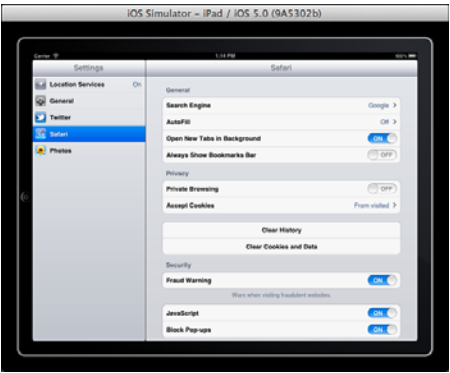 iOS Simulator - iPad / iOS 5.0 (9A5302b)
Carrier 1:14 PM 100%
Settings
Safari
Location Services On
General
Twitter
Safari
Photos
General
Search Engine Google
AutoFill Off
Open New Tabs in Background ON
Always Show Bookmarks Bar OFF
Privacy
Private Browsing OFF
Accept Cookies From visited
Clear History
Clear Cookies and Data
Security
Fraud Warning ON
Warn when visiting fraudulent websites.
JavaScript ON
Block Pop-ups ON